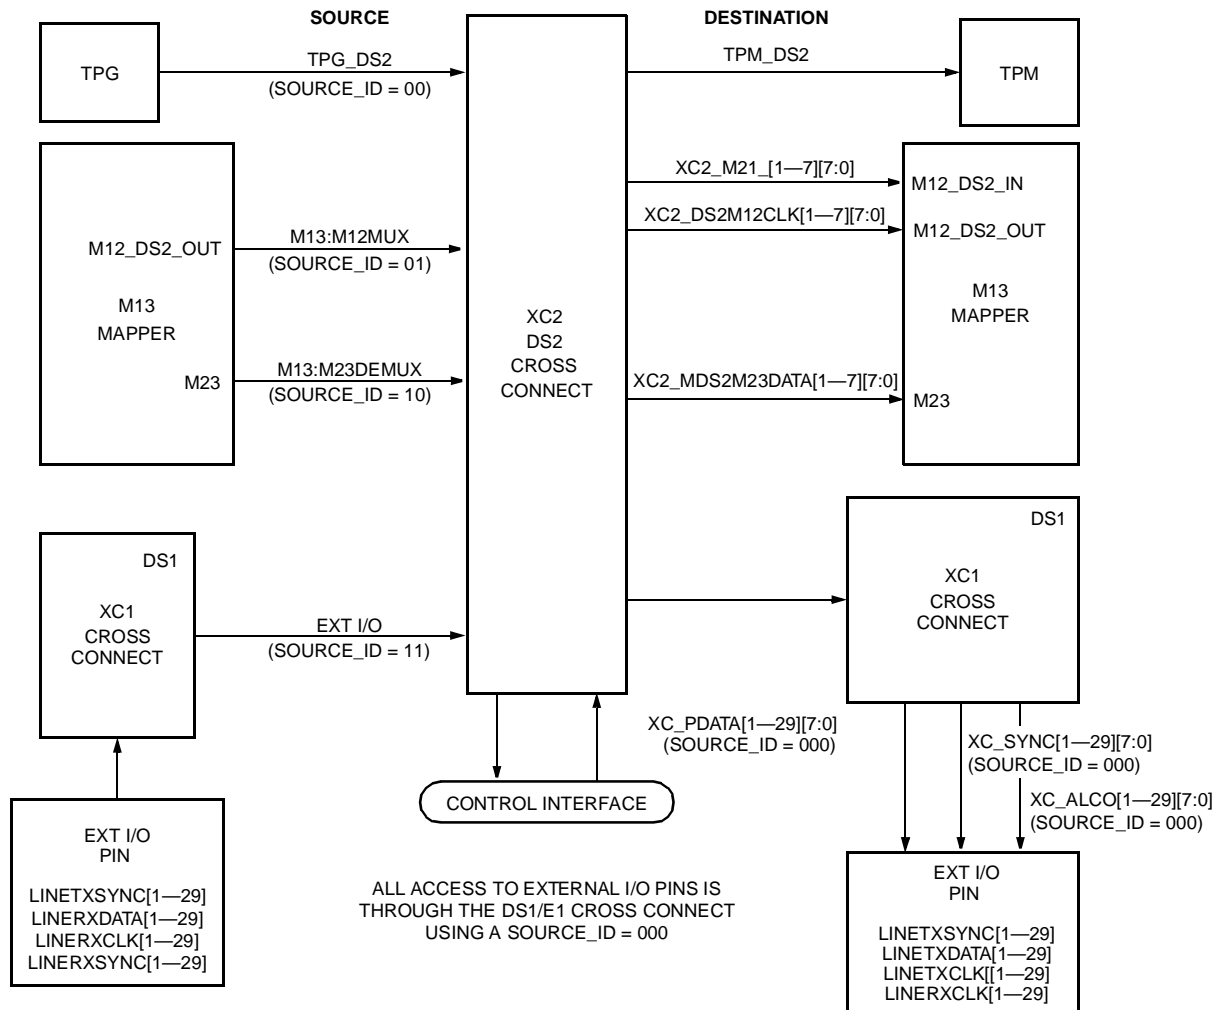 SOURCE
DESTINATION
TPG
TPG_DS2
(SOURCE_ID = 00)
TPM_DS2
TPM
M12_DS2_OUT
M13
MAPPER
M23
M13:M12MUX
(SOURCE_ID = 01)
M13:M23DEMUX
(SOURCE_ID = 10)
XC2
DS2
CROSS
CONNECT
XC2_M21_[1—7][7:0]
XC2_DS2M12CLK[1—7][7:0]
XC2_MDS2M23DATA[1—7][7:0]
M12_DS2_IN
M12_DS2_OUT
M13
MAPPER
M23
DS1
XC1
CROSS
CONNECT
EXT I/O
(SOURCE_ID = 11)
DS1
XC1
CROSS
CONNECT
XC_PDATA[1—29][7:0]
(SOURCE_ID = 000)
XC_SYNC[1—29][7:0]
(SOURCE_ID = 000)
XC_ALCO[1—29][7:0]
(SOURCE_ID = 000)
CONTROL INTERFACE
EXT I/O
PIN
LINETXSYNC[1—29]
LINERXDATA[1—29]
LINERXCLK[1—29]
LINERXSYNC[1—29]
ALL ACCESS TO EXTERNAL I/O PINS IS
THROUGH THE DS1/E1 CROSS CONNECT
USING A SOURCE_ID = 000
EXT I/O
PIN
LINETXSYNC[1—29]
LINETXDATA[1—29]
LINETXCLK[[1—29]
LINERXCLK[1—29]